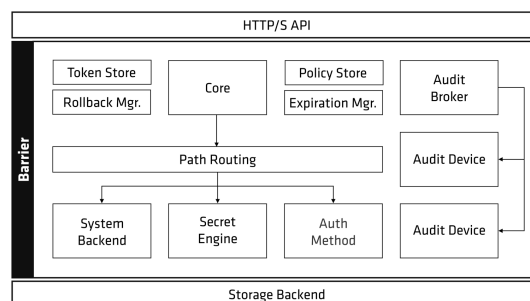 HTTP/S API
Barrier
Token Store
Rollback Mgr.
Core
Policy Store
Expiration Mgr.
Audit
Broker
Path Routing
Audit Device
System
Backend
Secret
Engine
Auth
Method
Audit Device
Storage Backend